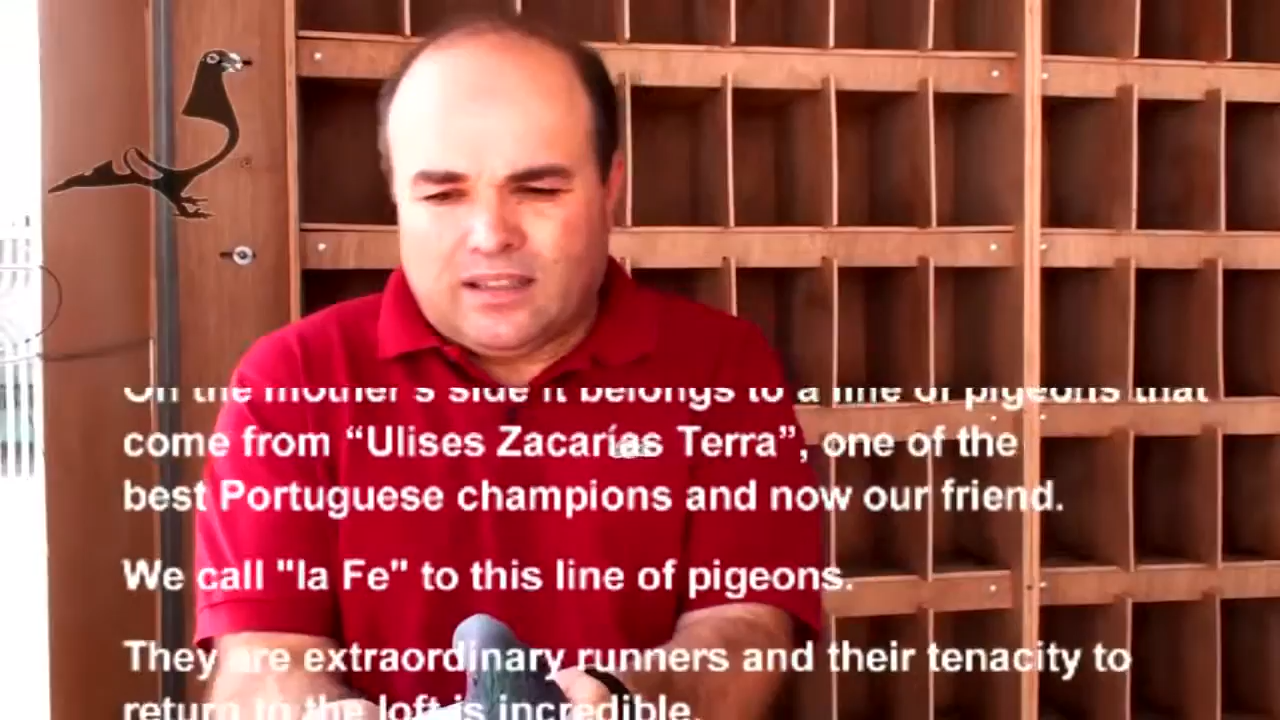 On the mother's side it belongs to a line of pigeons that
come from “Ulises Zacarías Terra”, one of the
best Portuguese champions and now our friend.
We call "la Fe" to this line of pigeons.
They are extraordinary runners and their tenacity to
return to the loft is incredible.